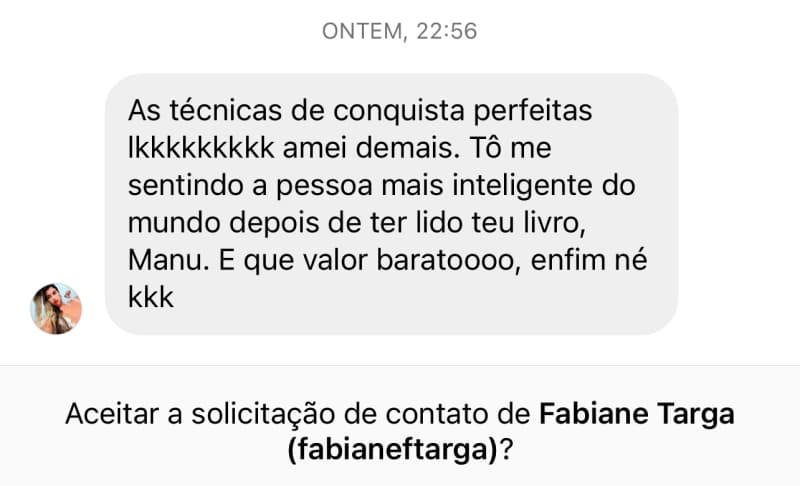 ONTEM, 22:56
As técnicas de conquista perfeitas
lkkkkkkkkk amei demais. Tô me
sentindo a pessoa mais inteligente do
mundo depois de ter lido teu livro,
Manu. E que valor baratoooo, enfim né
kkk
Aceitar a solicitação de contato de Fabiane Targa
(fabianeftarga)?